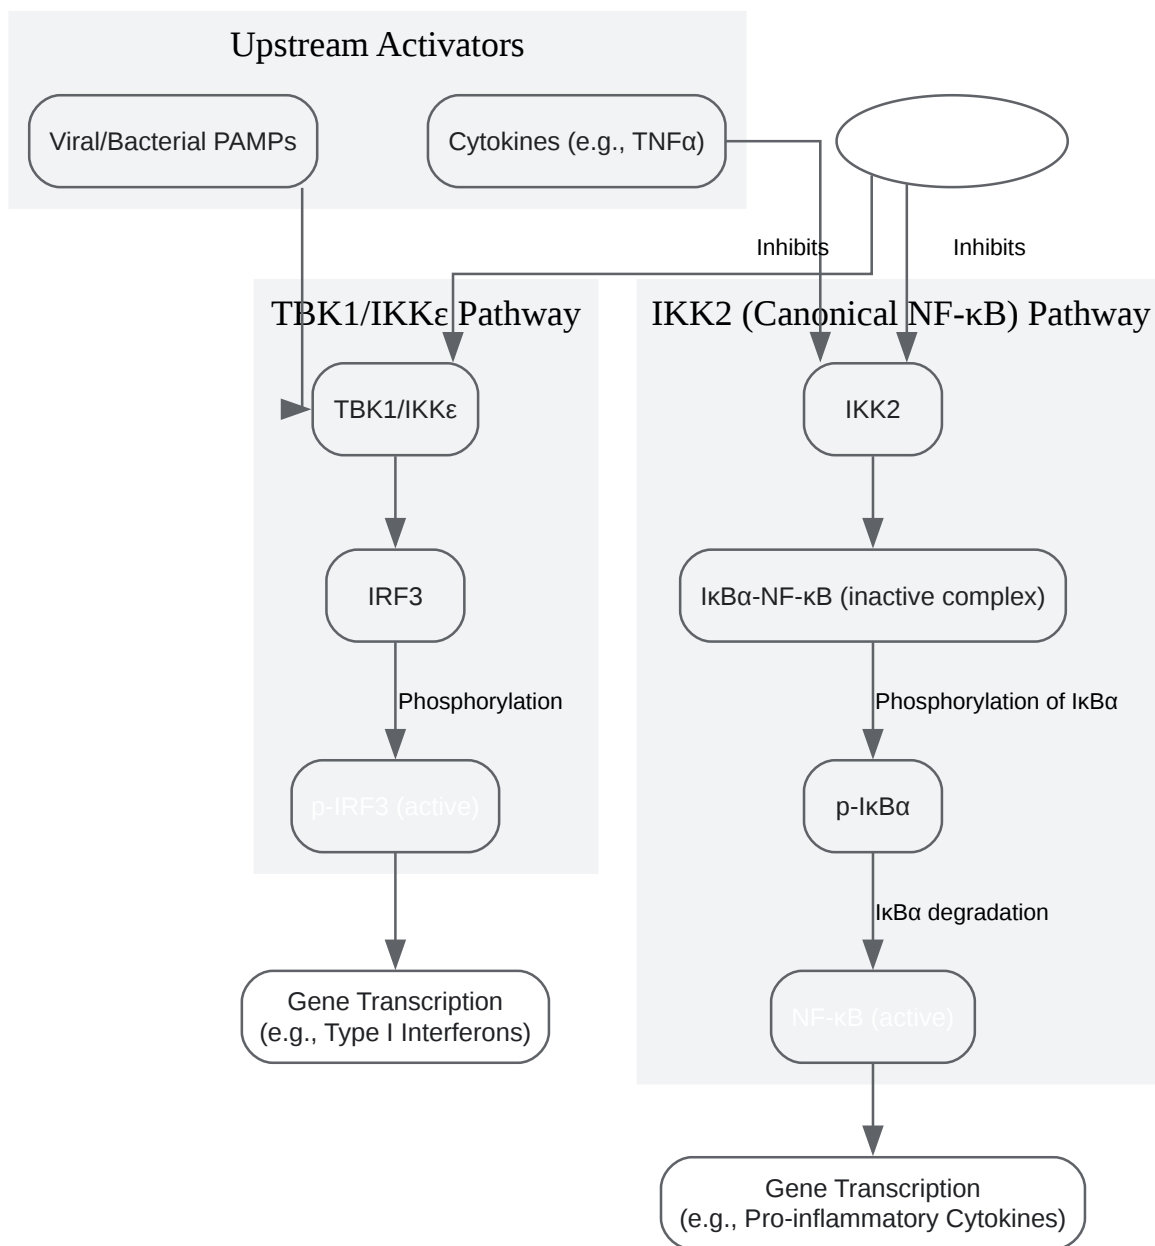 Upstream Activators
Viral/Bacterial PAMPs
Cytokines (e.g., TNFα)
Inhibits
Inhibits
TBK1/IKKε Pathway
IKK2 (Canonical NF-κB) Pathway
TBK1/IKKε
IKK2
IRF3
IκBα-NF-κB (inactive complex)
Phosphorylation
Phosphorylation of IκBα
p-IRF3 (active)
p-IκBα
IκBα degradation
Gene Transcription
(e.g., Type I Interferons)
NF-κB (active)
Gene Transcription
(e.g., Pro-inflammatory Cytokines)